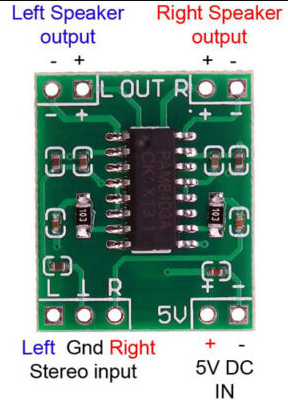 Left Speaker Right Speaker
output output
- + + -
L OUT R
- + + -
PAM8403
103 103
L ⊥ R + -
5V
Left Gnd Right + -
Stereo input 5V DC
IN